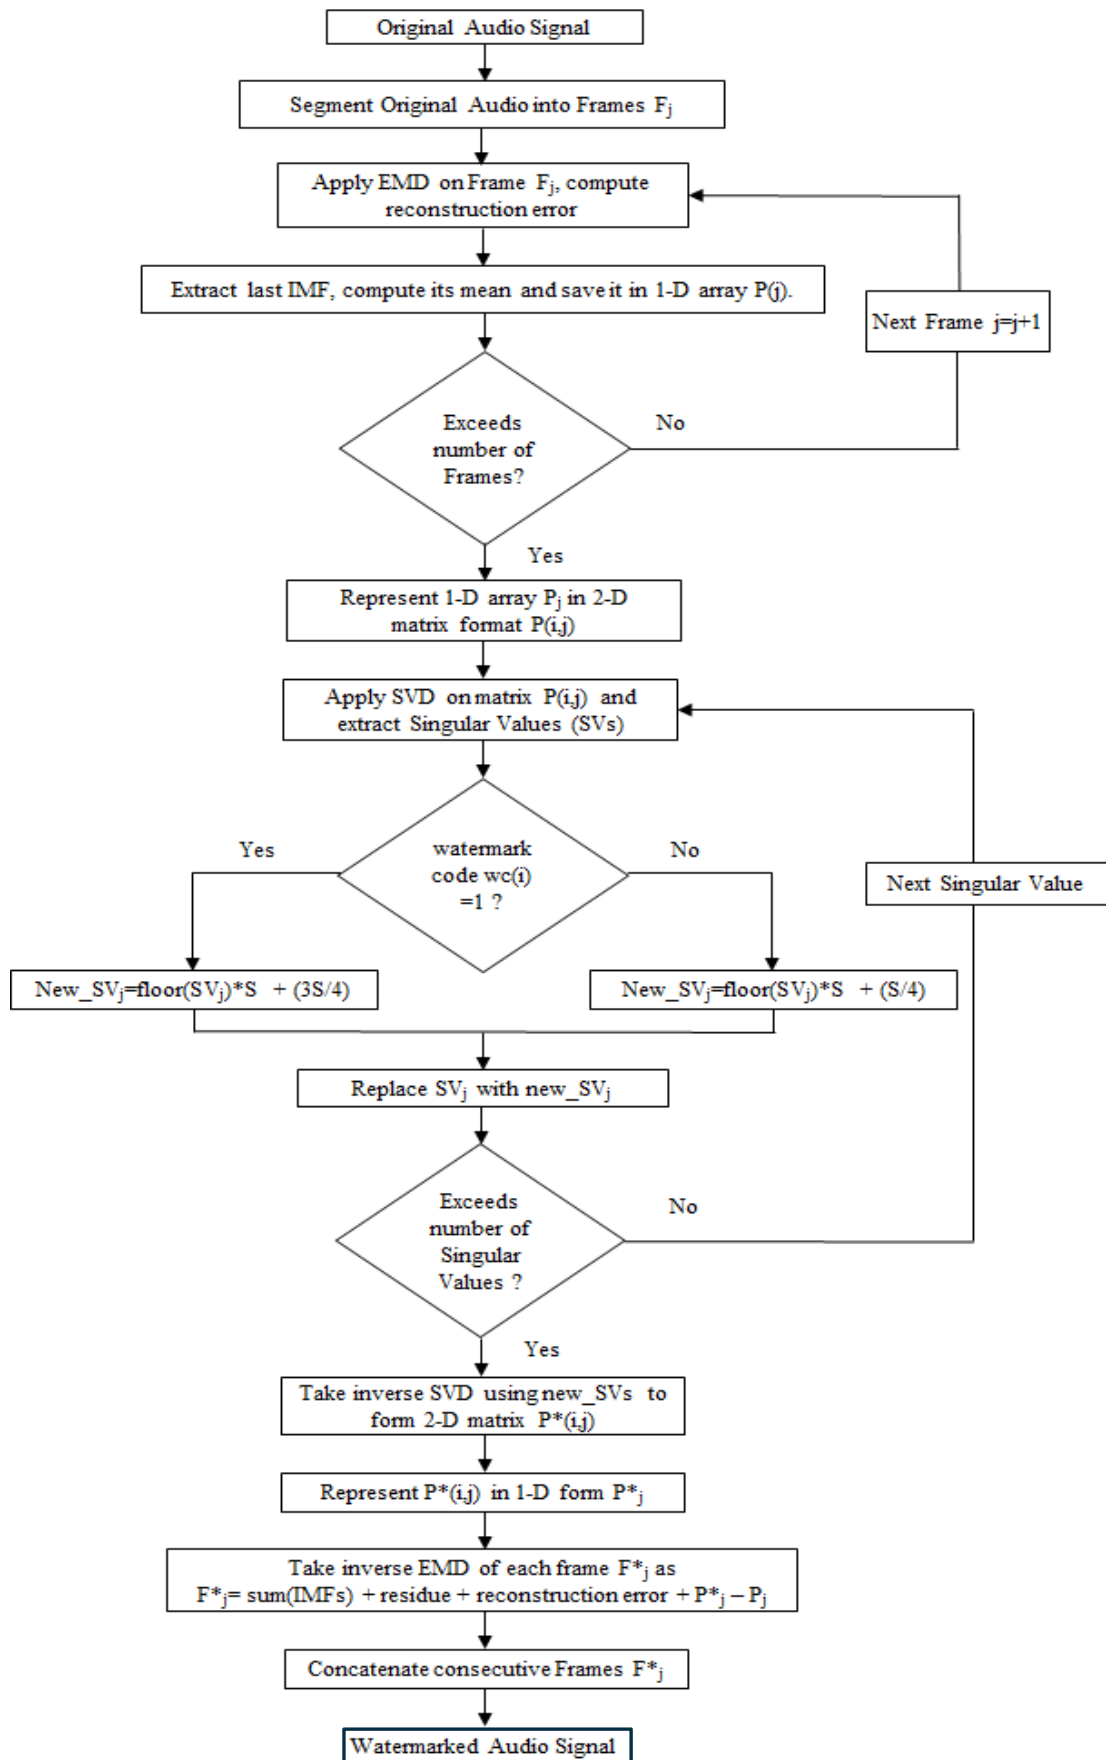 Original Audio Signal
Segment Original Audio into Frames Fj
Apply EMD on Frame Fj, compute
reconstruction error
Extract last IMF, compute its mean and save it in 1-D array P(j).
Next Frame j=j+1
Exceeds
number of
Frames?
No
Yes
Represent 1-D array Pj in 2-D
matrix format P(i,j)
Apply SVD on matrix P(i,j) and
extract Singular Values (SVs)
Yes
watermark
code wc(i)
=1 ?
No
Next Singular Value
New_SVj=floor(SVj)*S + (3S/4)
New_SVj=floor(SVj)*S + (S/4)
Replace SVj with new_SVj
Exceeds
number of
Singular
Values ?
No
Yes
Take inverse SVD using new_SVs to
form 2-D matrix P*(i,j)
Represent P*(i,j) in 1-D form P*j
Take inverse EMD of each frame F*j as
F*j= sum(IMFs) + residue + reconstruction error + P*j – Pj
Concatenate consecutive Frames F*j
Watermarked Audio Signal